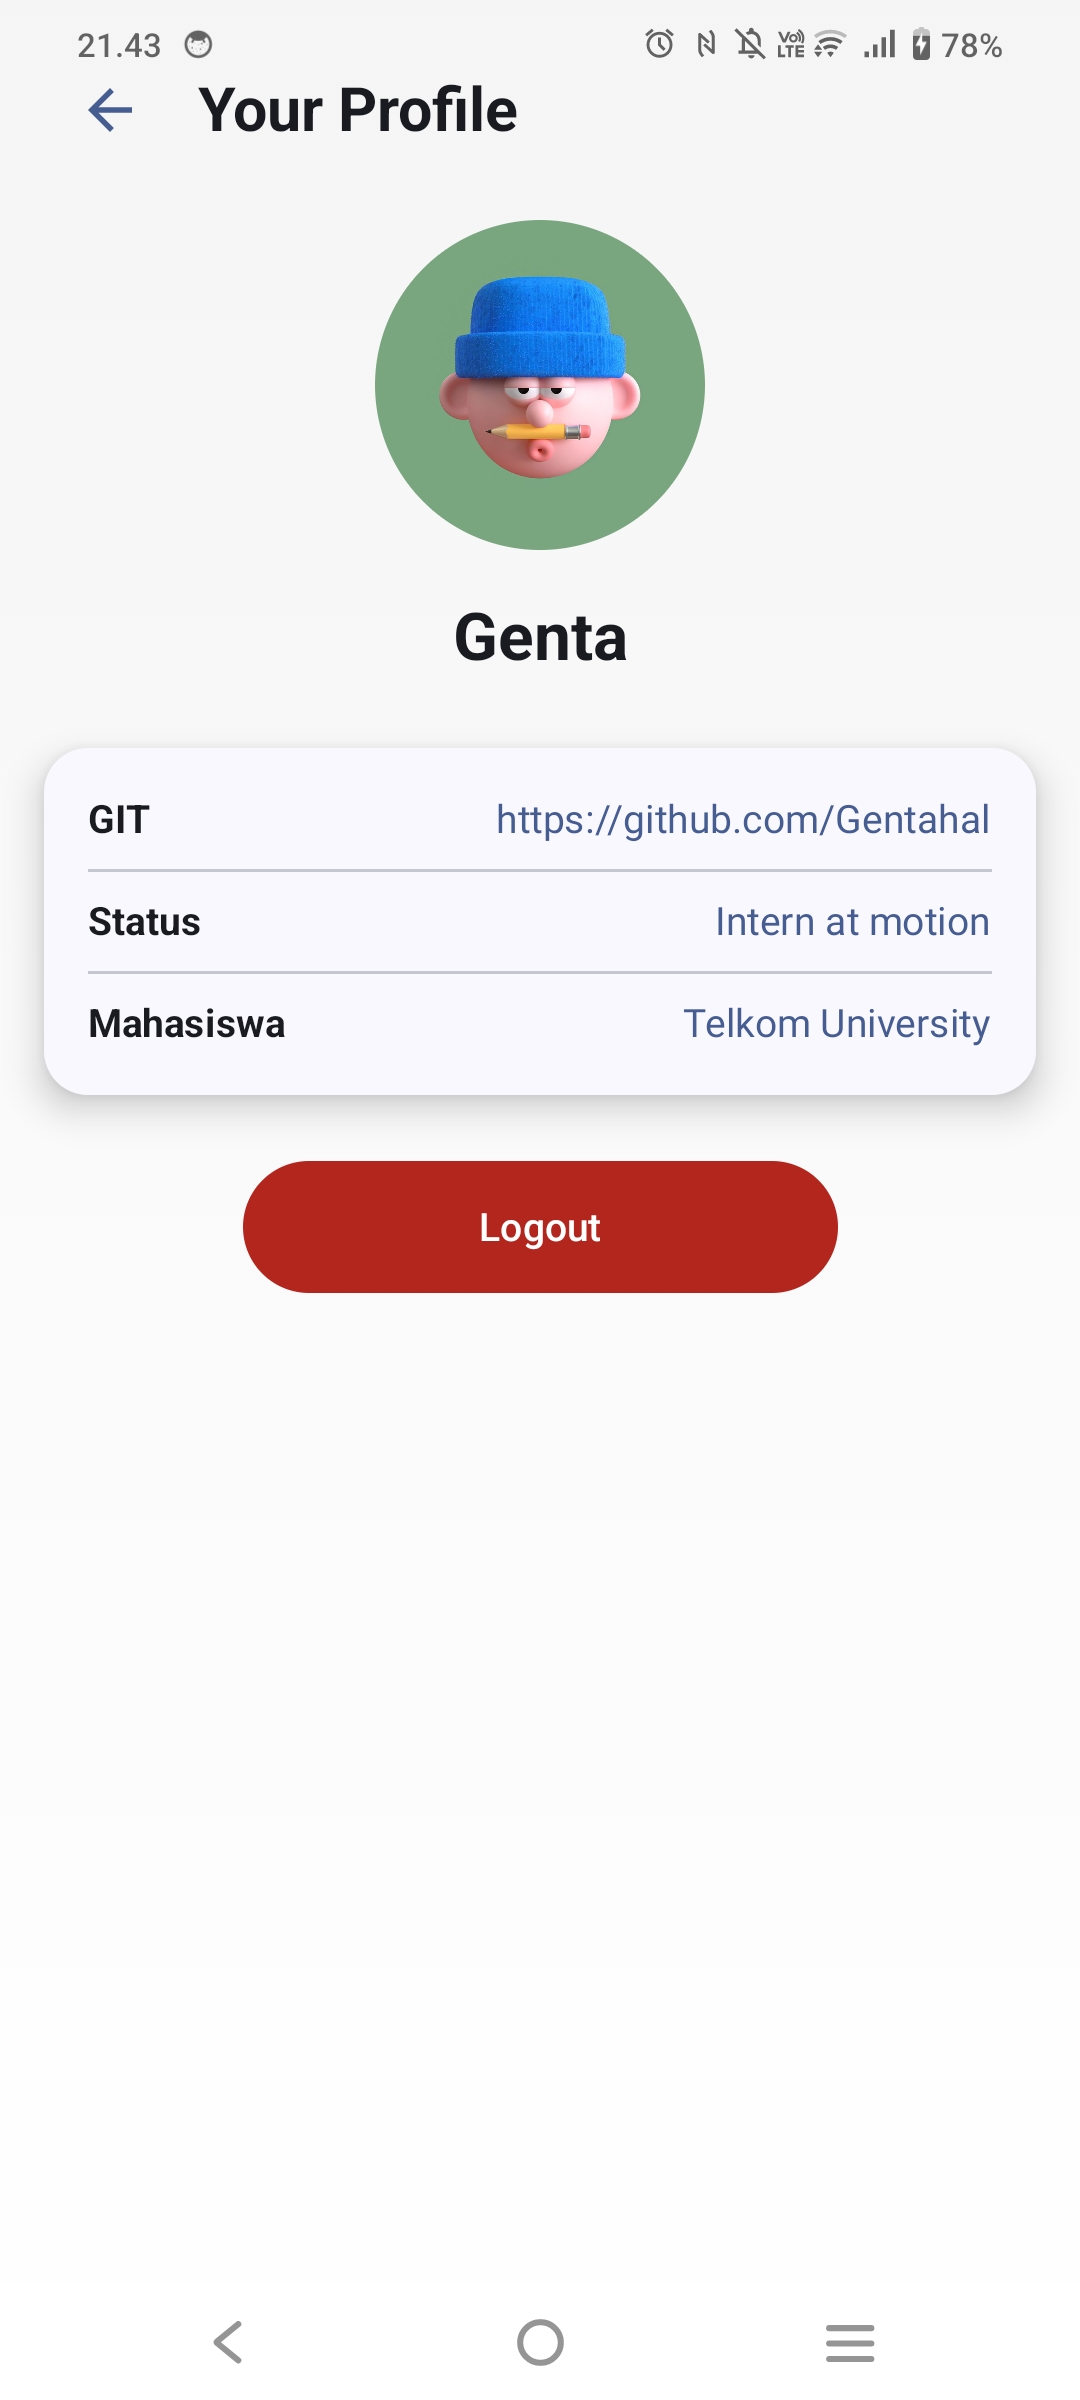 21.43 Vo) LTE 78%
Your Profile
Genta
GIT https://github.com/Gentahal
Status Intern at motion
Mahasiswa Telkom University
Logout